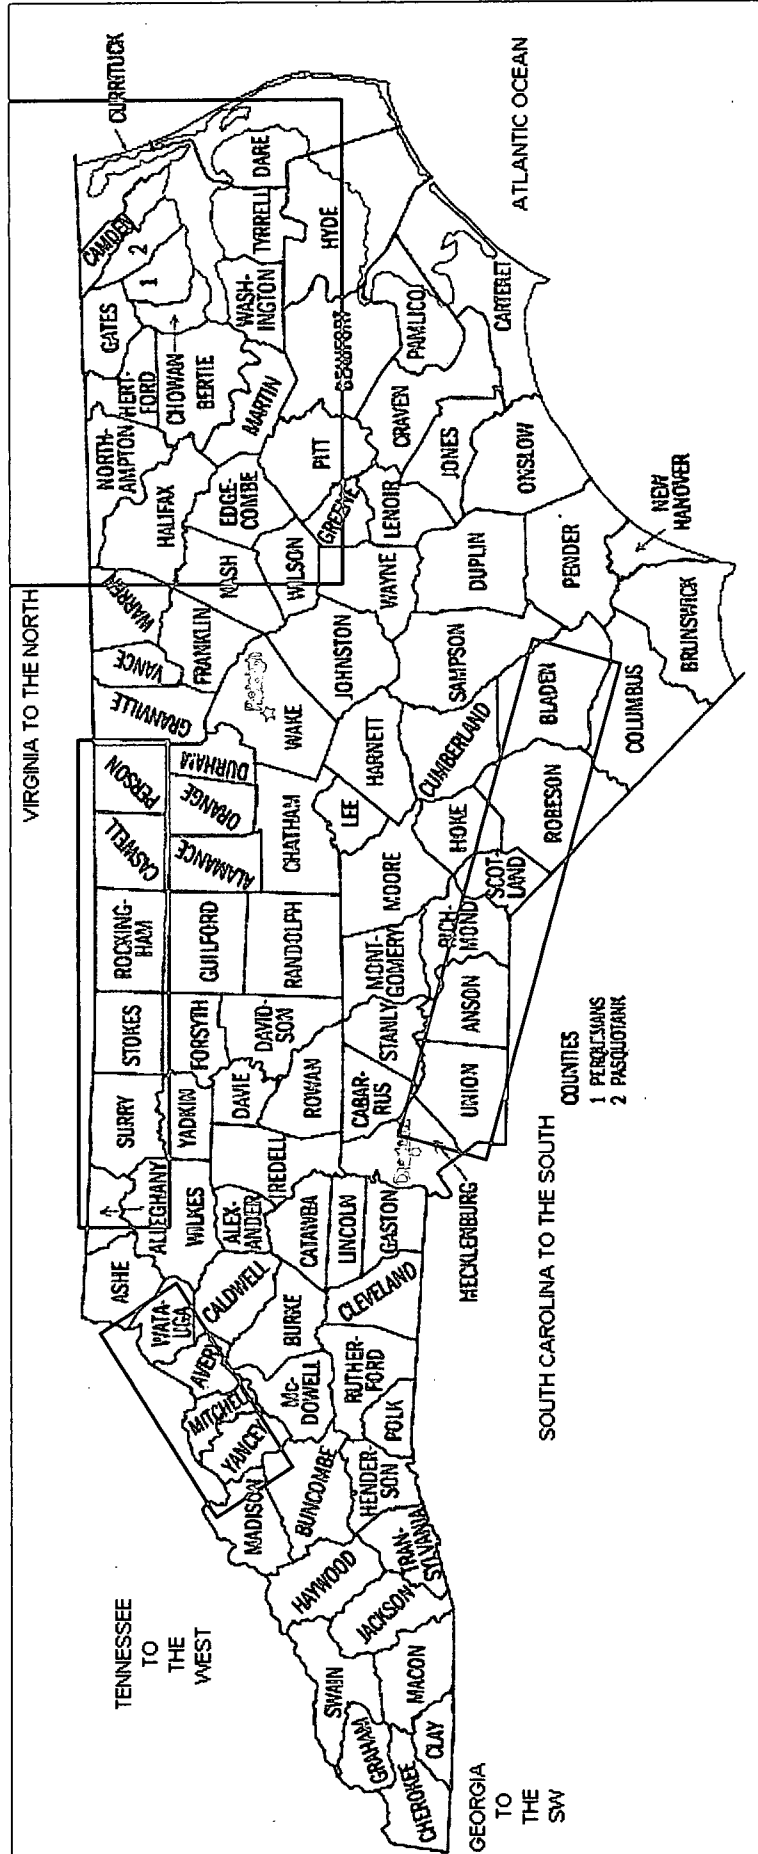 VIRGINIA TO THE NORTH
CURRITUCK
ATLANTIC OCEAN
TENNESSEE
TO
THE
WEST
GEORGIA
TO
THE
SW
SOUTH CAROLINA TO THE SOUTH
COUNTIES
2 PASQUOTANK
CHEROKEE
GRAHAM
CLAY
SWAIN
MACON
JACKSON
HAYWOOD
TRAN-
SYLVANIA
MADISON
BUNCOMBE
HENDER-
SON
YANCEY
MITCHELL
AVERY
MC-
DOWELL
POLK
RUTHER-
FORD
WATA-
UGA
ASHE
BURKE
CALDWELL
CLEVELAND
ALLEGHANY
WILKES
ALEX-
ANDER
CATAWBA
LINCOLN
GASTON
MECKLENBURG
IREDELL
SURRY
YADKIN
DAVIE
ROWAN
CABAR-
RUS
UNION
STOKES
FORSYTH
DAVID-
SON
STANLY
ANSON
ROCKING-
HAM
GUILFORD
RANDOLPH
MONT-
GOMERY
RICH-
MOND
CASWELL
ALAMANCE
CHATHAM
MOORE
SCOT-
LAND
HOKE
LEE
PERSON
ORANGE
DURHAM
GRANVILLE
WAKE
HARNETT
CUMBERLAND
ROBESON
BLADEN
COLUMBUS
BRUNSWICK
VANCE
WARREN
FRANKLIN
JOHNSTON
SAMPSON
NASH
WILSON
WAYNE
DUPLIN
PENDER
NEW
HANOVER
HALIFAX
EDGE-
COMBE
GREENE
LENOIR
JONES
ONSLOW
NORTH-
AMPTON
HERT-
FORD
BERTIE
CHOWAN
MARTIN
PITT
CRAVEN
GATES
1
2
CAMDEN
WASH-
INGTON
TYRRELL
DARE
BEAUFORT
HYDE
PAMLICO
CARTERET